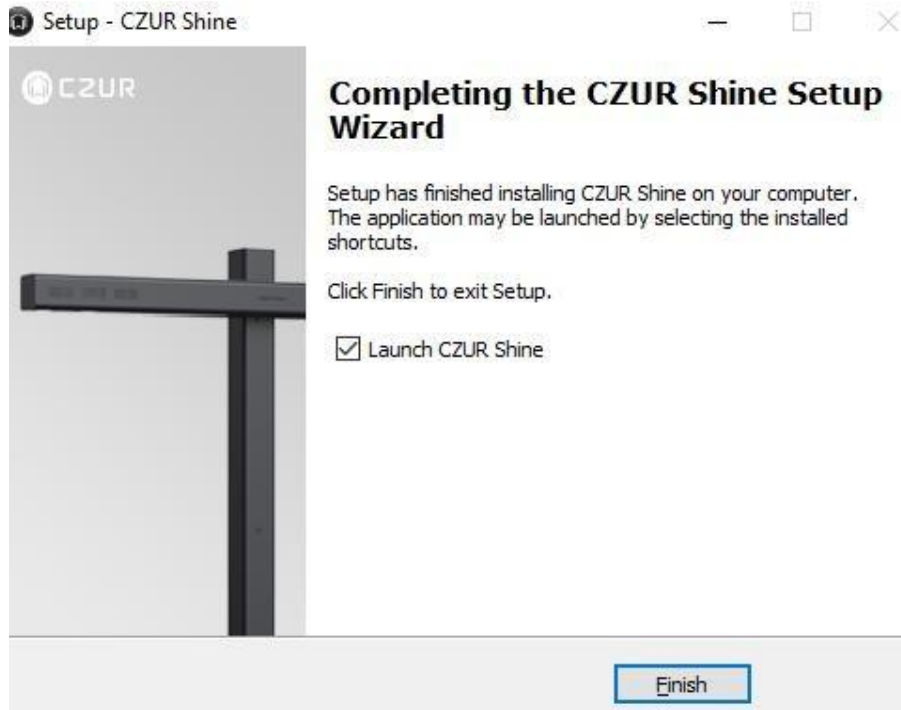 Setup - CZUR Shine
CZUR
Completing the CZUR Shine Setup
Wizard
Setup has finished installing CZUR Shine on your computer.
The application may be launched by selecting the installed
shortcuts.
Click Finish to exit Setup.
Launch CZUR Shine
Finish